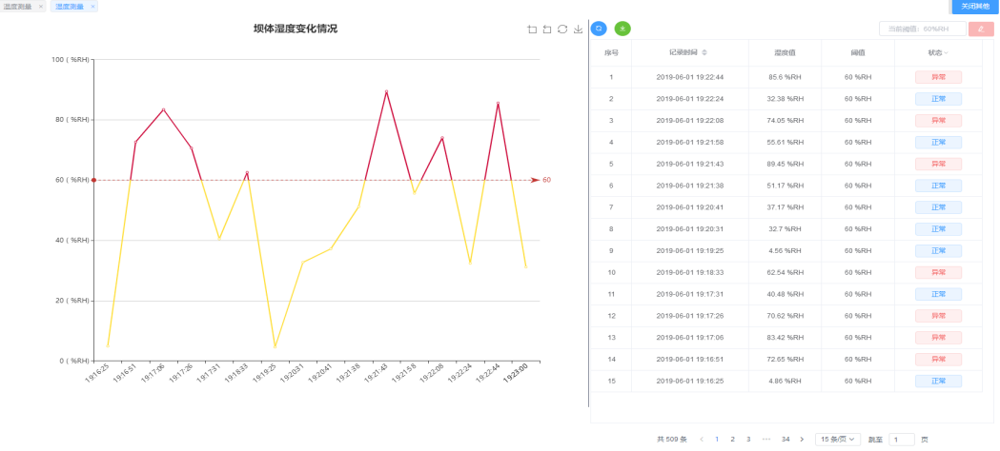 温度测量 ×
湿度测量 ×
关闭其他
坝体湿度变化情况
100 ( %RH)
80 ( %RH)
60 ( %RH)
40 ( %RH)
20 ( %RH)
0 ( %RH)
60
19:16:25 19:16:51 19:17:06 19:17:26 19:17:31 19:18:33 19:19:25 19:20:31 19:20:41 19:21:38 19:21:43 19:21:58 19:22:08 19:22:24 19:22:44 19:23:00
当前阈值: 60%RH
序号 记录时间 湿度值 阈值 状态
1 2019-06-01 19:22:44 85.6 %RH 60 %RH 异常
2 2019-06-01 19:22:24 32.38 %RH 60 %RH 正常
3 2019-06-01 19:22:08 74.05 %RH 60 %RH 异常
4 2019-06-01 19:21:58 55.61 %RH 60 %RH 正常
5 2019-06-01 19:21:43 89.45 %RH 60 %RH 异常
6 2019-06-01 19:21:38 51.17 %RH 60 %RH 正常
7 2019-06-01 19:20:41 37.17 %RH 60 %RH 正常
8 2019-06-01 19:20:31 32.7 %RH 60 %RH 正常
9 2019-06-01 19:19:25 4.56 %RH 60 %RH 正常
10 2019-06-01 19:18:33 62.54 %RH 60 %RH 异常
11 2019-06-01 19:17:31 40.48 %RH 60 %RH 正常
12 2019-06-01 19:17:26 70.62 %RH 60 %RH 异常
13 2019-06-01 19:17:06 83.42 %RH 60 %RH 异常
14 2019-06-01 19:16:51 72.65 %RH 60 %RH 异常
15 2019-06-01 19:16:25 4.86 %RH 60 %RH 正常
共 509 条 1 2 3 ··· 34 15 条/页 跳至 1 页